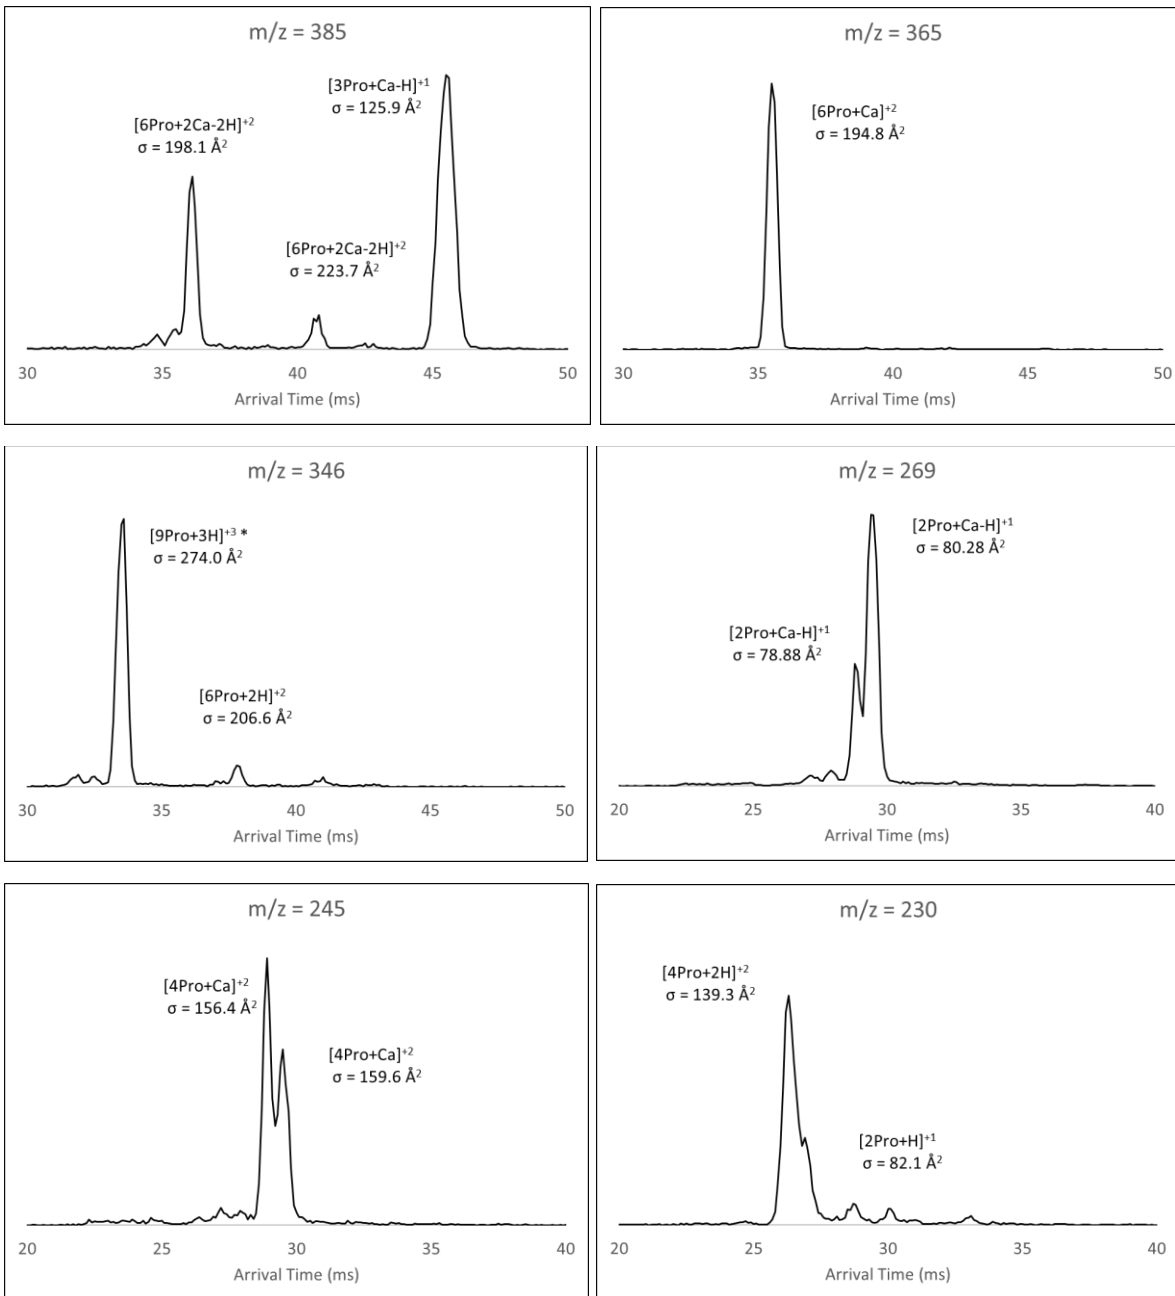 m/z = 385
[3Pro+Ca-H]⁺¹
σ = 125.9 Å²
[6Pro+2Ca-2H]⁺²
σ = 198.1 Å²
[6Pro+2Ca-2H]⁺²
σ = 223.7 Å²
30 35 40 45 50
Arrival Time (ms)
m/z = 365
[6Pro+Ca]⁺²
σ = 194.8 Å²
30 35 40 45 50
Arrival Time (ms)
m/z = 346
[9Pro+3H]⁺³ *
σ = 274.0 Å²
[6Pro+2H]⁺²
σ = 206.6 Å²
30 35 40 45 50
Arrival Time (ms)
m/z = 269
[2Pro+Ca-H]⁺¹
σ = 80.28 Å²
[2Pro+Ca-H]⁺¹
σ = 78.88 Å²
20 25 30 35 40
Arrival Time (ms)
m/z = 245
[4Pro+Ca]⁺²
σ = 156.4 Å²
[4Pro+Ca]⁺²
σ = 159.6 Å²
20 25 30 35 40
Arrival Time (ms)
m/z = 230
[4Pro+2H]⁺²
σ = 139.3 Å²
[2Pro+H]⁺¹
σ = 82.1 Å²
20 25 30 35 40
Arrival Time (ms)